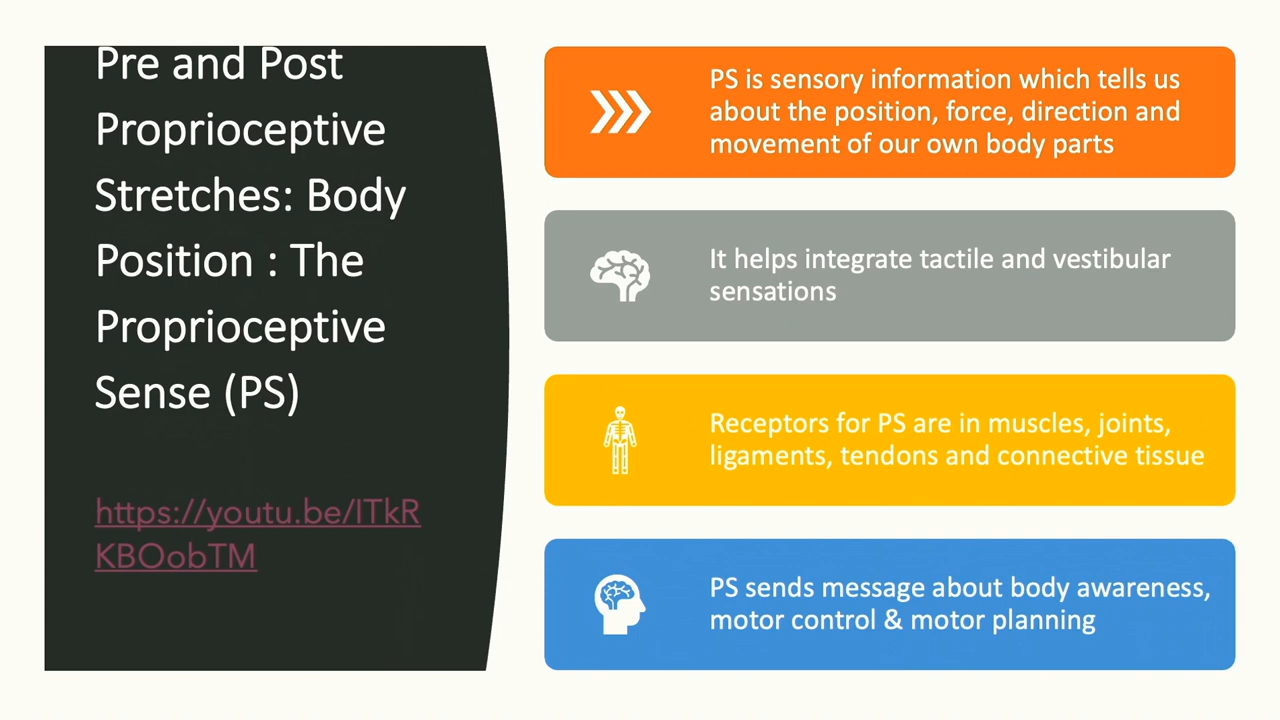 Pre and Post
Proprioceptive
Stretches: Body
Position : The
Proprioceptive
Sense (PS)
https://youtu.be/ITkR
KBOobTM
PS is sensory information which tells us
about the position, force, direction and
movement of our own body parts
It helps integrate tactile and vestibular
sensations
Receptors for PS are in muscles, joints,
ligaments, tendons and connective tissue
PS sends message about body awareness,
motor control & motor planning